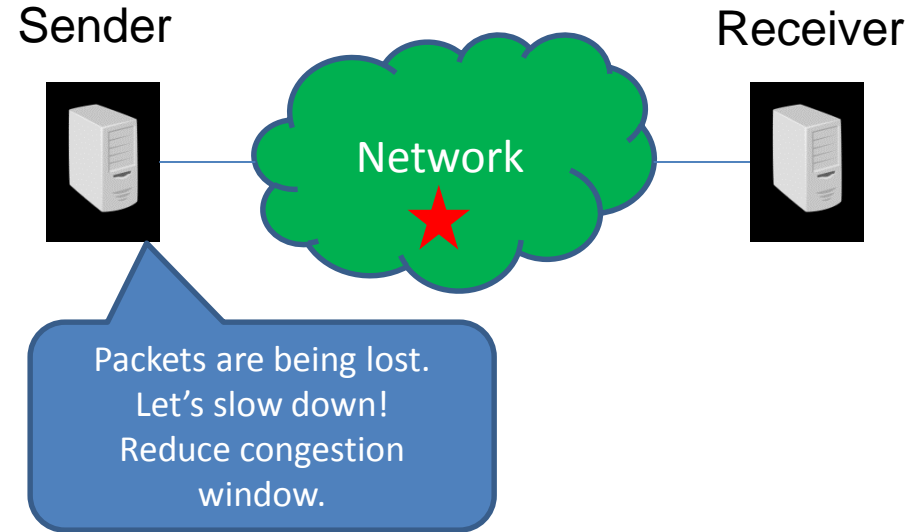 Sender
Receiver
Network
Packets are being lost.
Let’s slow down!
Reduce congestion
window.